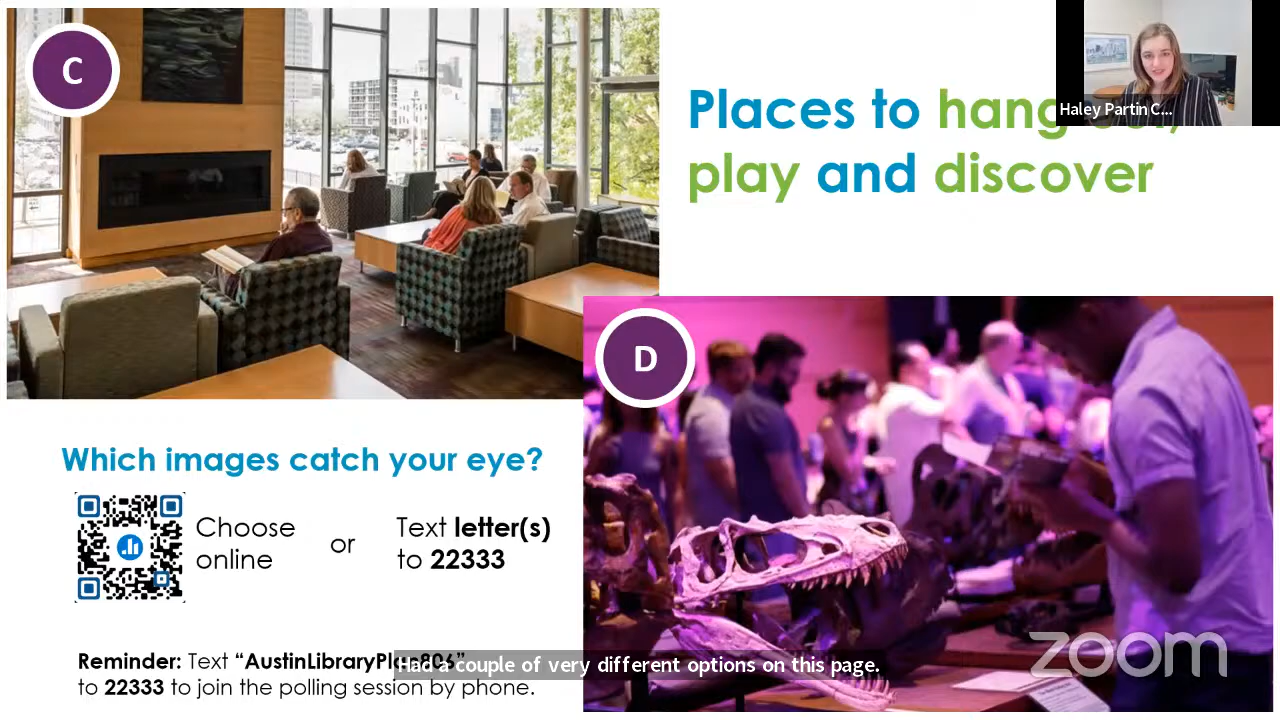 C
Places to hang out,
play and discover
Haley Partin C...
D
Which images catch your eye?
Choose
online
or
Text letter(s)
to 22333
Reminder: Text “AustinLibraryPlan806”
to 22333 to join the polling session by phone.
Had a couple of very different options on this page.
zoom